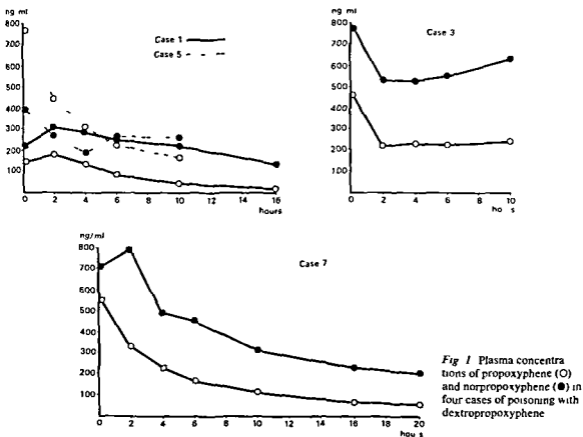 ng ml
800
700
600
500
400
300
200
100
Case 1
Case 5
0 2 4 6 8 10 12 14 16
hours
ng ml
800
700
600
500
400
300
200
100
Case 3
0 2 4 6 8 10
ho s
ng/ml
800
700
600
500
400
300
200
100
Case 7
0 2 4 6 8 10 12 14 16 18 20
hou s
Fig 1 Plasma concentra
tions of propoxyphene (O)
and norpropoxyphene (●) in
four cases of poisoning with
dextropropoxyphene